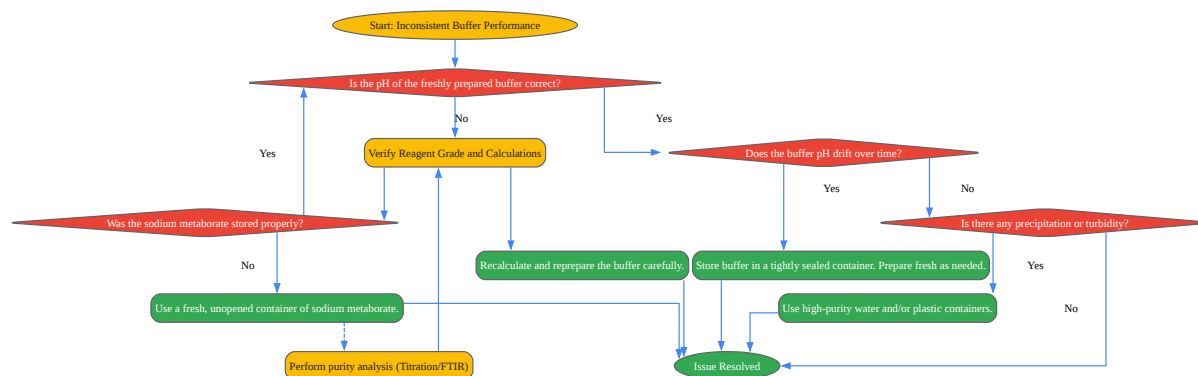 Start: Inconsistent Buffer Performance
Is the pH of the freshly prepared buffer correct?
No
Yes
Verify Reagent Grade and Calculations
Yes
Does the buffer pH drift over time?
Yes
No
Was the sodium metaborate stored properly?
Is there any precipitation or turbidity?
No
Recalculate and reprepare the buffer carefully.
Store buffer in a tightly sealed container. Prepare fresh as needed.
Yes
Use a fresh, unopened container of sodium metaborate.
Use high-purity water and/or plastic containers.
No
Perform purity analysis (Titration/FTIR)
Issue Resolved